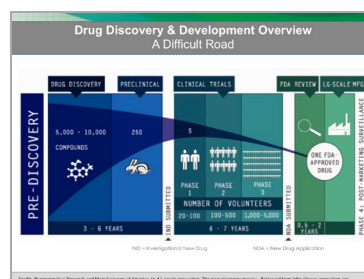 Drug Discovery & Development Overview
A Difficult Road
DRUG DISCOVERY
PRECLINICAL
CLINICAL TRIALS
FDA REVIEW
LG-SCALE MFG
PRE-DISCOVERY
5,000 - 10,000
COMPOUNDS
250
5
PHASE 1
PHASE 2
PHASE 3
NUMBER OF VOLUNTEERS
20-100
100-500
1,000-5,000
ONE FDA-
APPROVED
DRUG
3 - 6 YEARS
IND SUBMITTED
6 - 7 YEARS
NDA SUBMITTED
0.5 - 2
YEARS
PHASE 4: POST-MARKETING SURVEILLANCE
IND = Investigational New Drug
NDA = New Drug Application